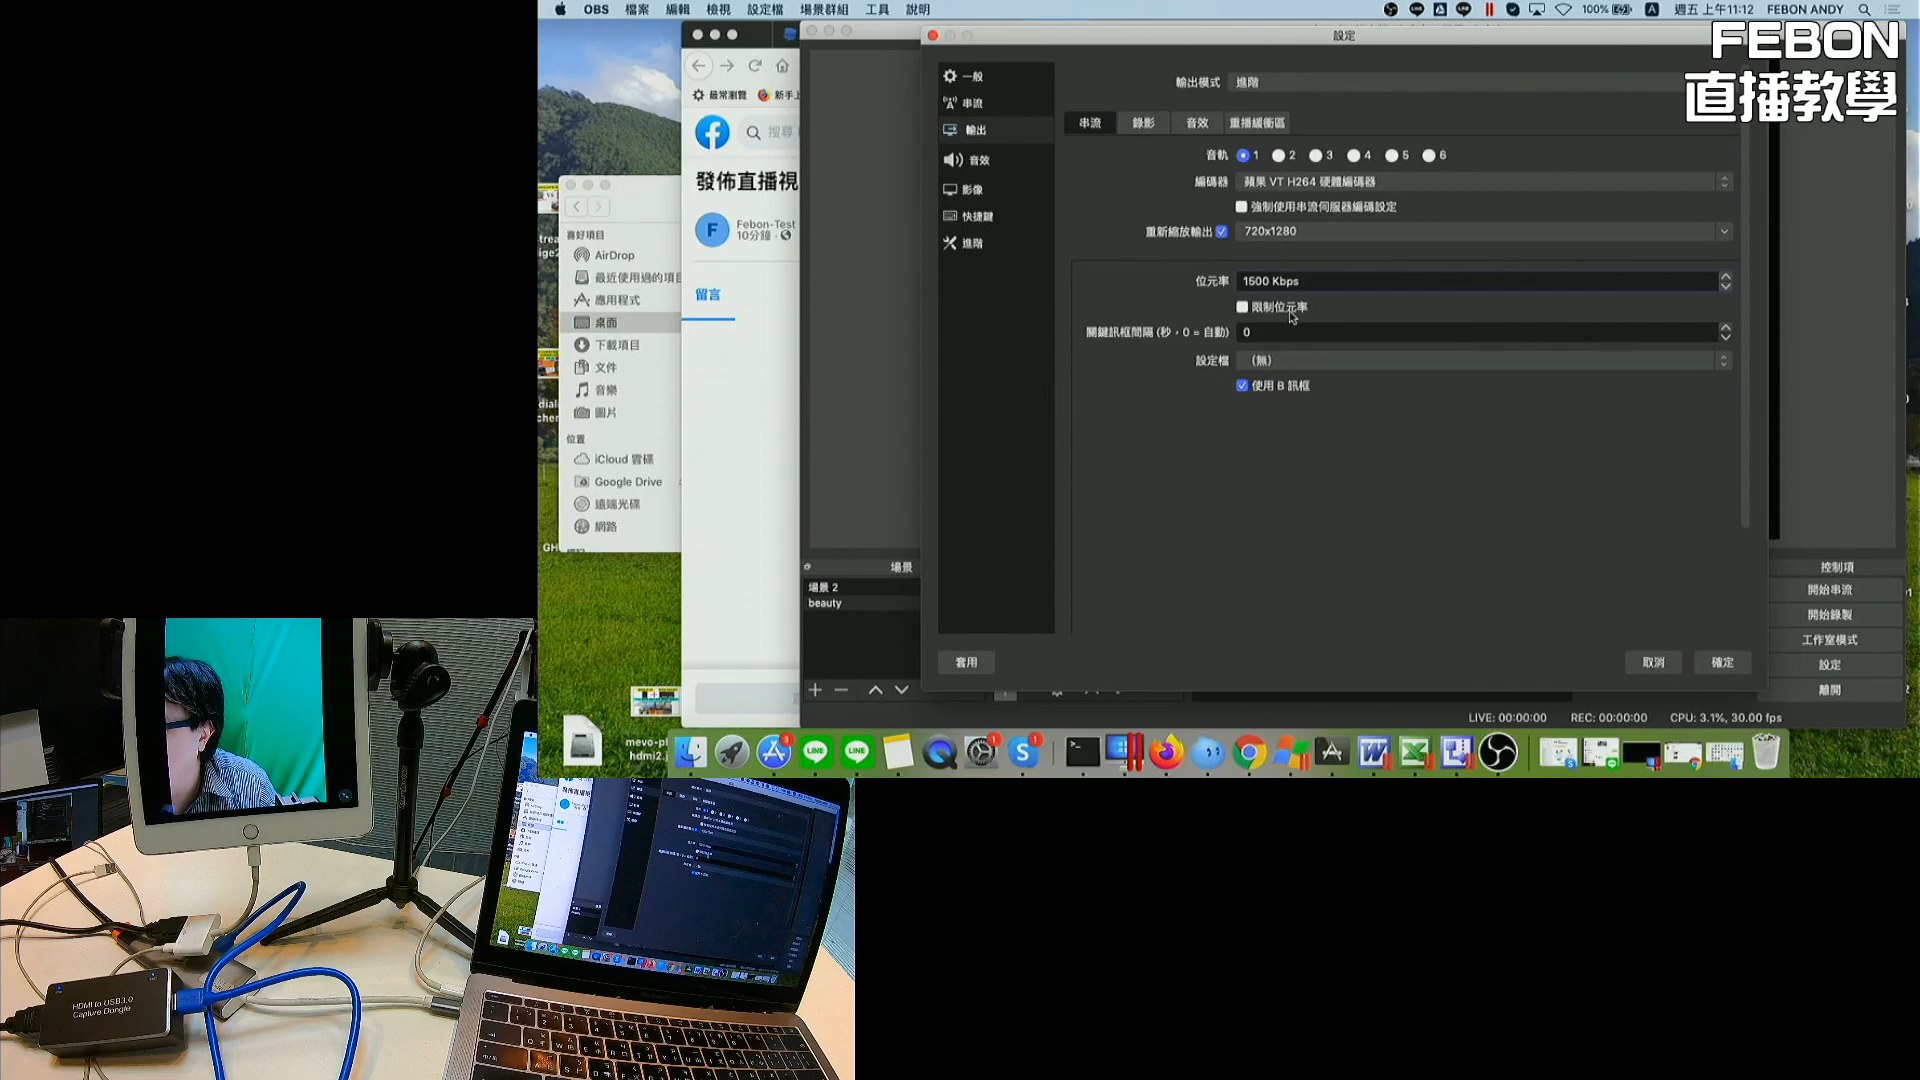 OBS 檔案 編輯 檢視 設定檔 場景群組 工具 說明
100% 週五 上午11:12 FEBON ANDY
FEBON
直播教學
設定
一般
串流
輸出
音效
影像
快捷鍵
進階
輸出模式 進階
串流 錄影 音效 重播緩衝區
音軌 1 2 3 4 5 6
編碼器 蘋果 VT H264 硬體編碼器
強制使用串流伺服器編碼設定
重新縮放輸出 720x1280
位元率 1500 Kbps
限制位元率
關鍵訊框間隔 (秒，0 = 自動) 0
設定檔 (無)
使用 B 訊框
套用 取消 確定
最常瀏覽 新手上
搜尋
發佈直播視
F
Febon-Test
10分鐘
留言
喜好項目
AirDrop
最近使用過的項目
應用程式
桌面
下載項目
文件
音樂
圖片
位置
iCloud 雲碟
Google Drive
遠端光碟
網路
場景
場景 2
beauty
控制項
開始串流
開始錄製
工作室模式
設定
離開
LIVE: 00:00:00 REC: 00:00:00 CPU: 3.1%, 30.00 fps
mevo-pl
hdmi2.j
HDMI to USB3.0
Capture Dongle